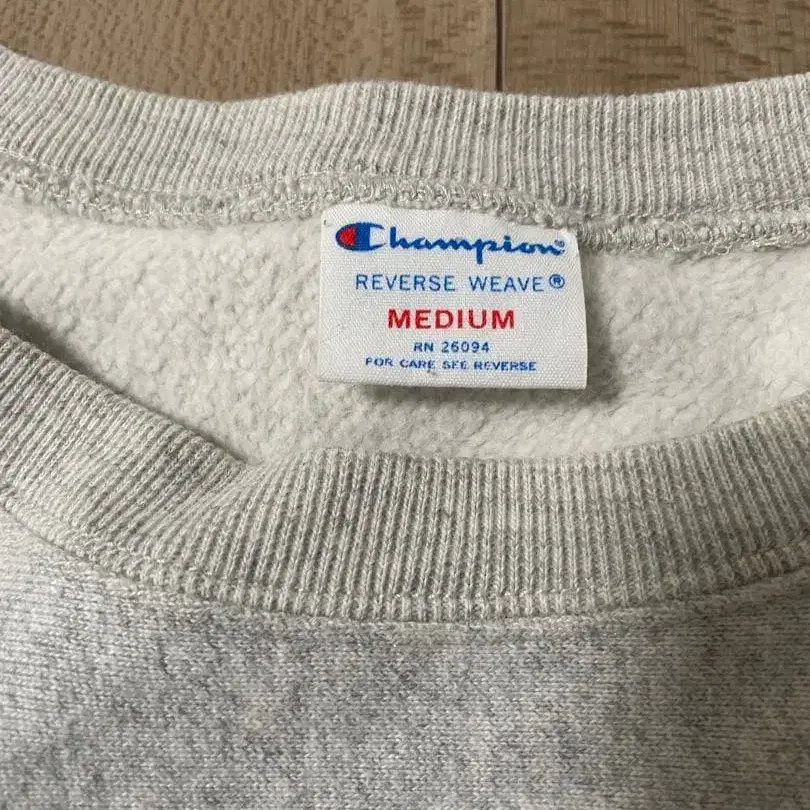 Champion®
REVERSE WEAVE®
MEDIUM
RN 26094
FOR CARE SEE REVERSE